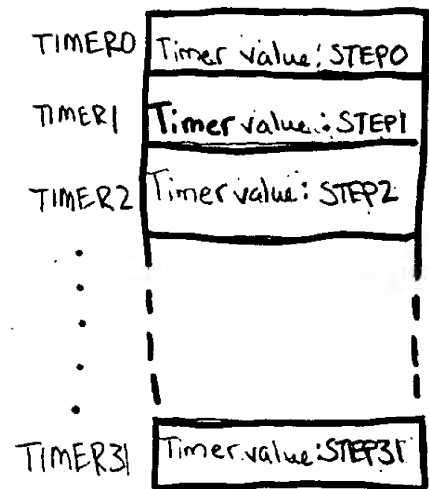 TIMER0 Timer value: STEP0
TIMER1 Timer value: STEP1
TIMER2 Timer value: STEP2
TIMER31 Timer value: STEP31